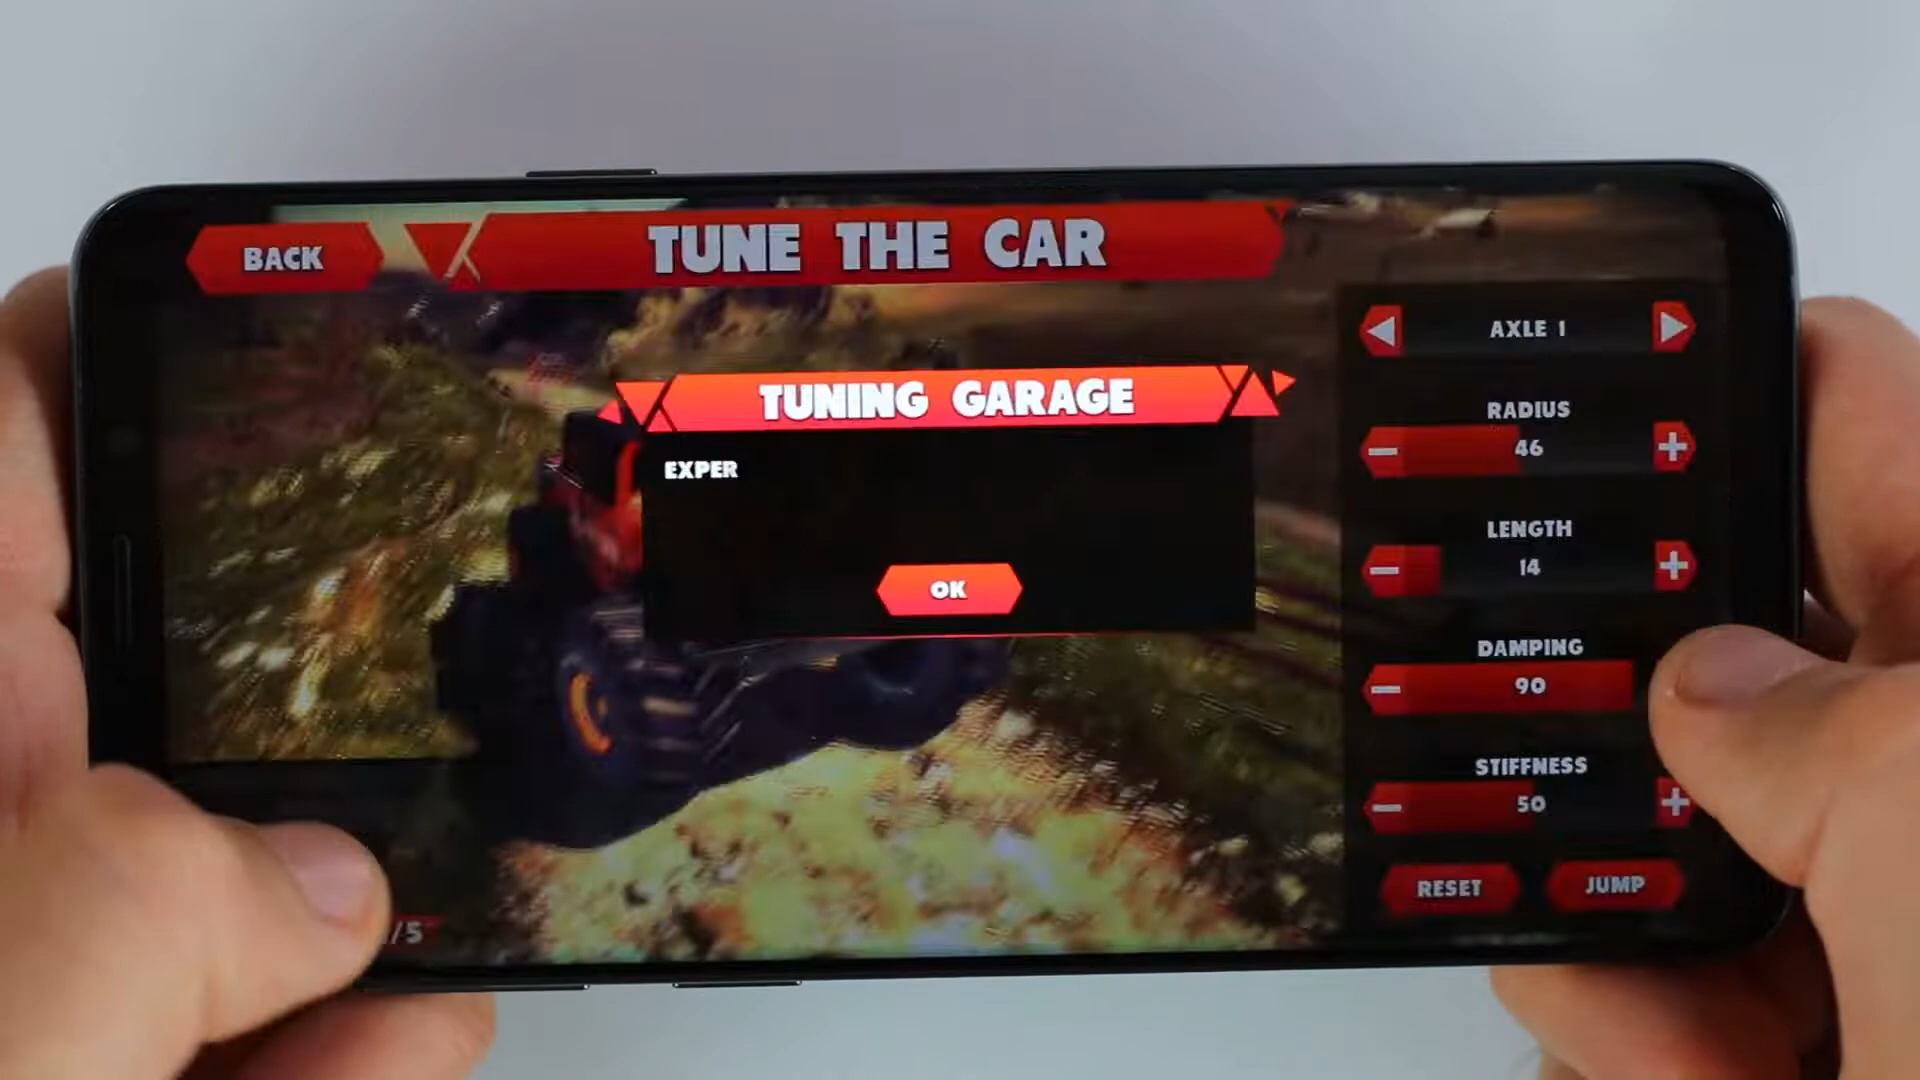 BACK
TUNE THE CAR
TUNING GARAGE
EXPER
OK
AXLE 1
RADIUS
46
LENGTH
14
DAMPING
90
STIFFNESS
50
RESET
JUMP
/5